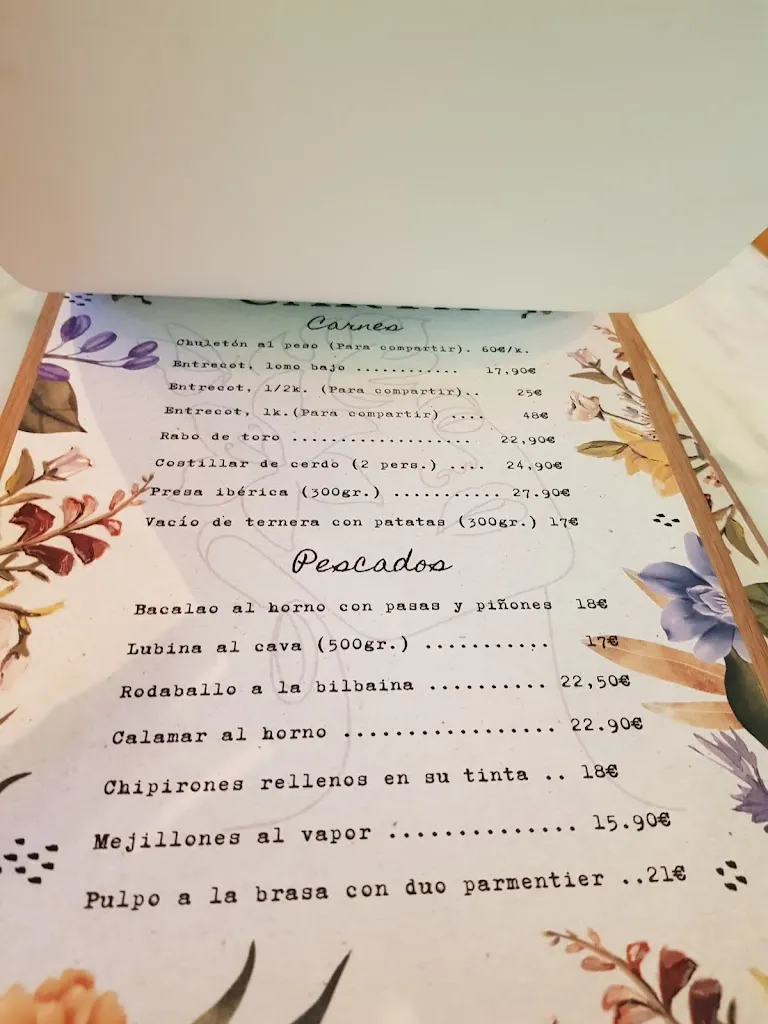 Carnes
Chuletón al peso (Para compartir). 60€/k.
Entrecot, lomo bajo ............ 17,90€
Entrecot, 1/2k. (Para compartir).. 25€
Entrecot, 1k.(Para compartir) .... 48€
Rabo de toro ................... 22,90€
Costillar de cerdo (2 pers.) .... 24,90€
Presa ibérica (300gr.) ........... 27.90€
Vacío de ternera con patatas (300gr.) 17€
Pescados
Bacalao al horno con pasas y piñones 18€
Lubina al cava (500gr.) ........... 17€
Rodaballo a la bilbaina .......... 22,50€
Calamar al horno ................. 22.90€
Chipirones rellenos en su tinta .. 18€
Mejillones al vapor .............. 15.90€
Pulpo a la brasa con duo parmentier ..21€